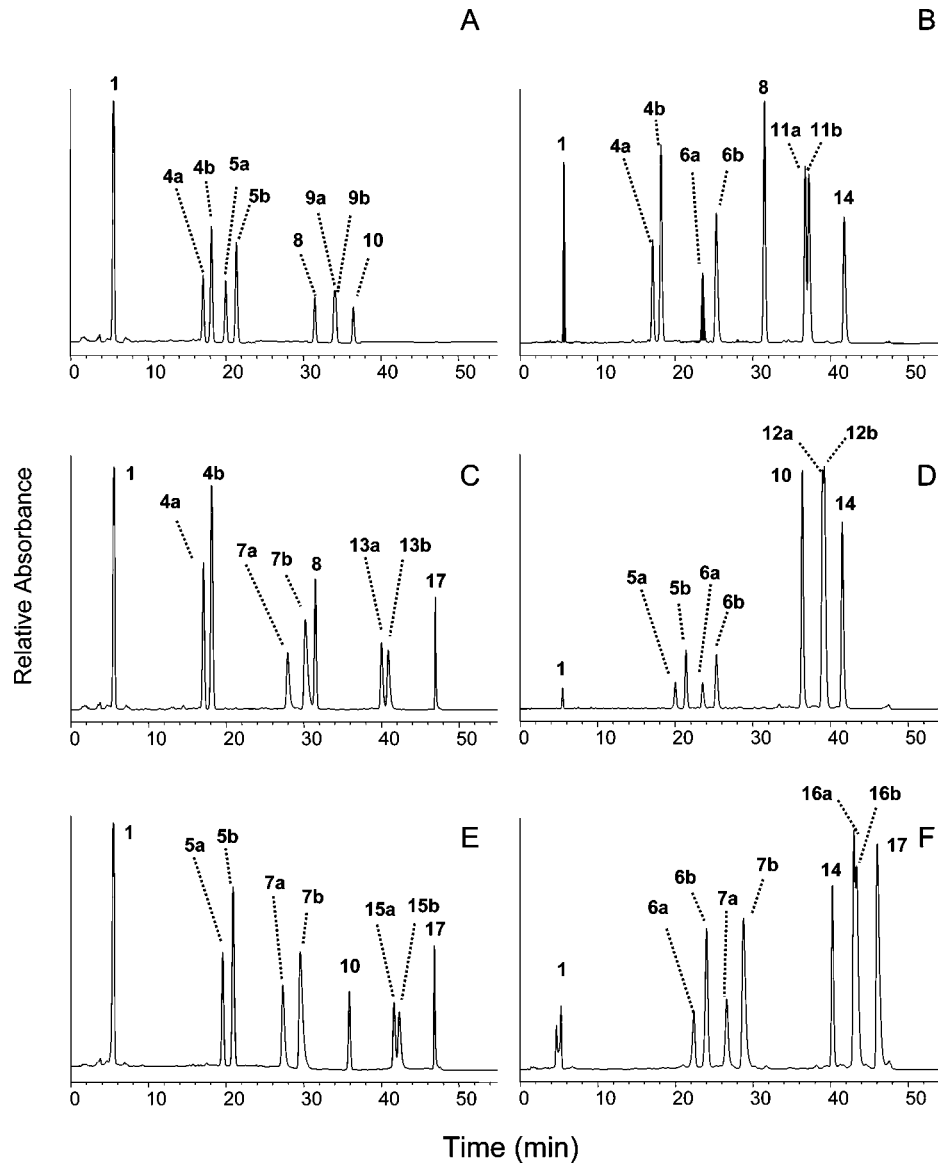 A
1
4a
4b
5a
5b
8
9a
9b
10
0 10 20 30 40 50
B
1
4a
4b
6a
6b
8
11a
11b
14
0 10 20 30 40 50
Relative Absorbance
C
1
4a
4b
7a
7b
8
13a
13b
17
0 10 20 30 40 50
D
1
5a
5b
6a
6b
10
12a
12b
14
0 10 20 30 40 50
E
1
5a
5b
7a
7b
10
15a
15b
17
0 10 20 30 40 50
F
1
6a
6b
7a
7b
14
16a
16b
17
0 10 20 30 40 50
Time (min)